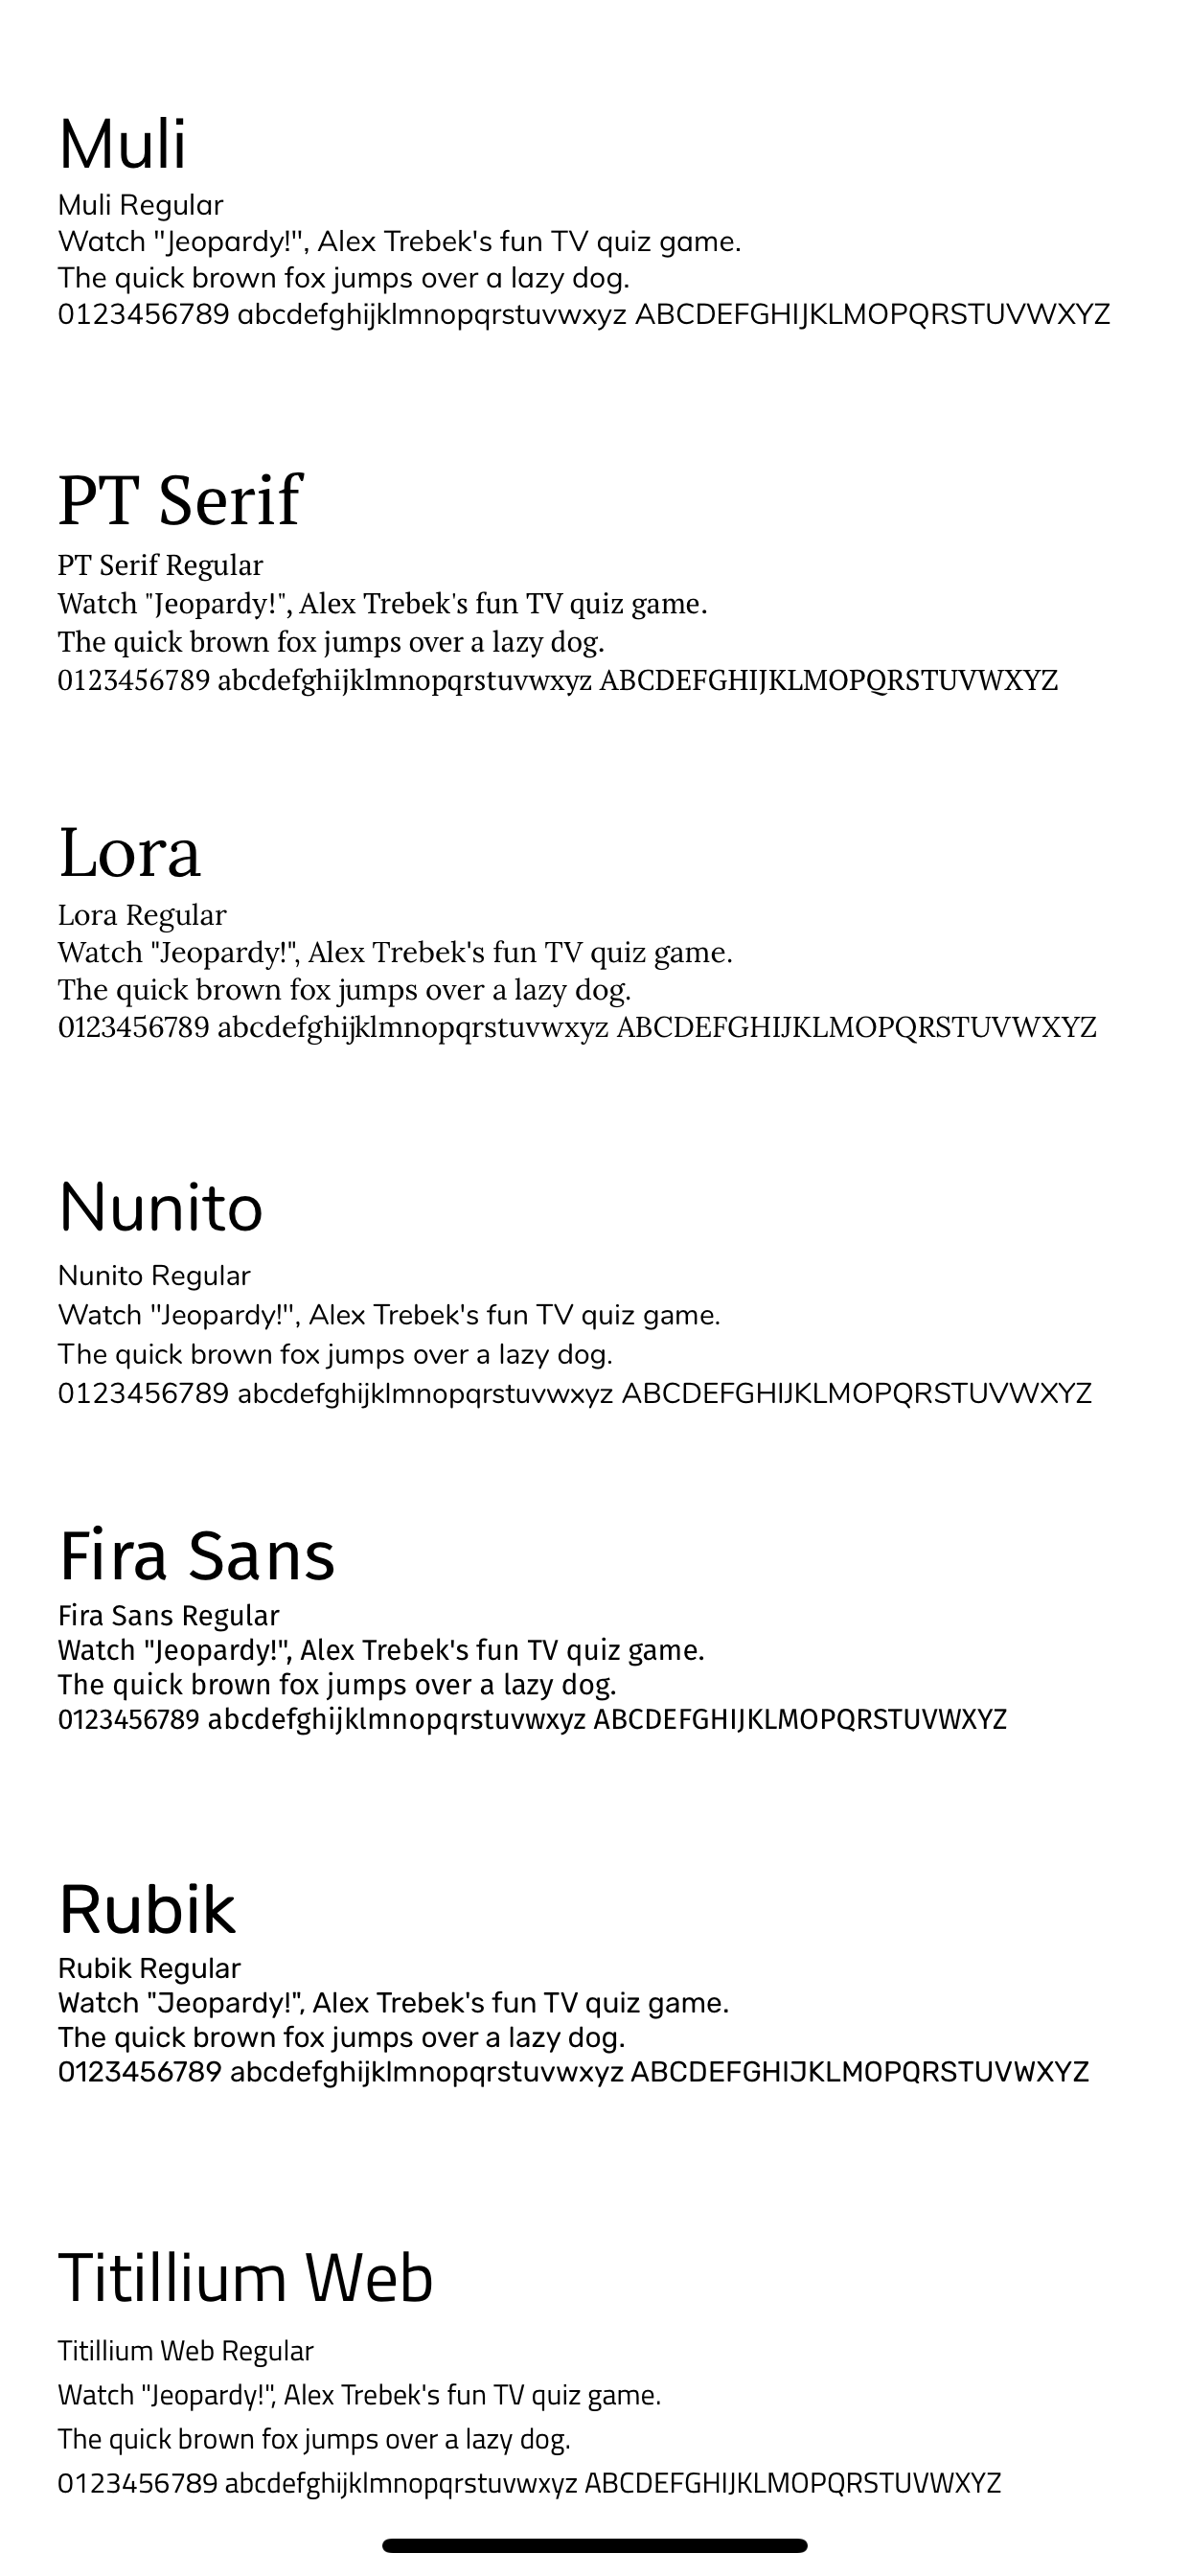 Muli
Muli Regular
Watch "Jeopardy!", Alex Trebek's fun TV quiz game.
The quick brown fox jumps over a lazy dog.
0123456789 abcdefghijklmnopqrstuvwxyz ABCDEFGHIJKLMOPQRSTUVWXYZ
PT Serif
PT Serif Regular
Watch "Jeopardy!", Alex Trebek's fun TV quiz game.
The quick brown fox jumps over a lazy dog.
0123456789 abcdefghijklmnopqrstuvwxyz ABCDEFGHIJKLMOPQRSTUVWXYZ
Lora
Lora Regular
Watch "Jeopardy!", Alex Trebek's fun TV quiz game.
The quick brown fox jumps over a lazy dog.
0123456789 abcdefghijklmnopqrstuvwxyz ABCDEFGHIJKLMOPQRSTUVWXYZ
Nunito
Nunito Regular
Watch "Jeopardy!", Alex Trebek's fun TV quiz game.
The quick brown fox jumps over a lazy dog.
0123456789 abcdefghijklmnopqrstuvwxyz ABCDEFGHIJKLMOPQRSTUVWXYZ
Fira Sans
Fira Sans Regular
Watch "Jeopardy!", Alex Trebek's fun TV quiz game.
The quick brown fox jumps over a lazy dog.
0123456789 abcdefghijklmnopqrstuvwxyz ABCDEFGHIJKLMOPQRSTUVWXYZ
Rubik
Rubik Regular
Watch "Jeopardy!", Alex Trebek's fun TV quiz game.
The quick brown fox jumps over a lazy dog.
0123456789 abcdefghijklmnopqrstuvwxyz ABCDEFGHIJKLMOPQRSTUVWXYZ
Titillium Web
Titillium Web Regular
Watch "Jeopardy!", Alex Trebek's fun TV quiz game.
The quick brown fox jumps over a lazy dog.
0123456789 abcdefghijklmnopqrstuvwxyz ABCDEFGHIJKLMOPQRSTUVWXYZ